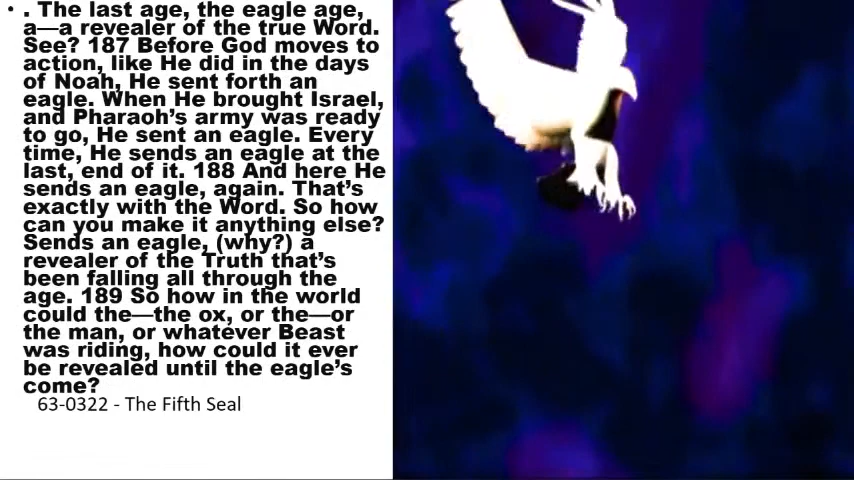 • . The last age, the eagle age,
a—a revealer of the true Word.
See? 187 Before God moves to
action, like He did in the days
of Noah, He sent forth an
eagle. When He brought Israel,
and Pharaoh's army was ready
to go, He sent an eagle. Every
time, He sends an eagle at the
last, end of it. 188 And here He
sends an eagle, again. That's
exactly with the Word. So how
can you make it anything else?
Sends an eagle, (why?) a
revealer of the Truth that's
been falling all through the
age. 189 So how in the world
could the—the ox, or the—or
the man, or whatever Beast
was riding, how could it ever
be revealed until the eagle's
come?
63-0322 - The Fifth Seal